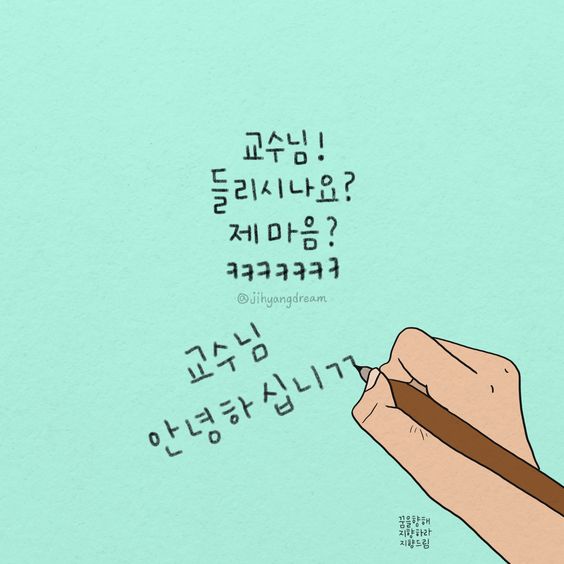 교수님!
들리시나요?
제 마음?
ㅋㅋㅋㅋㅋㅋㅋ
@jihyangdream
교수님
안녕하십니ㄲ
꿈을향해
지향하라
지향드림